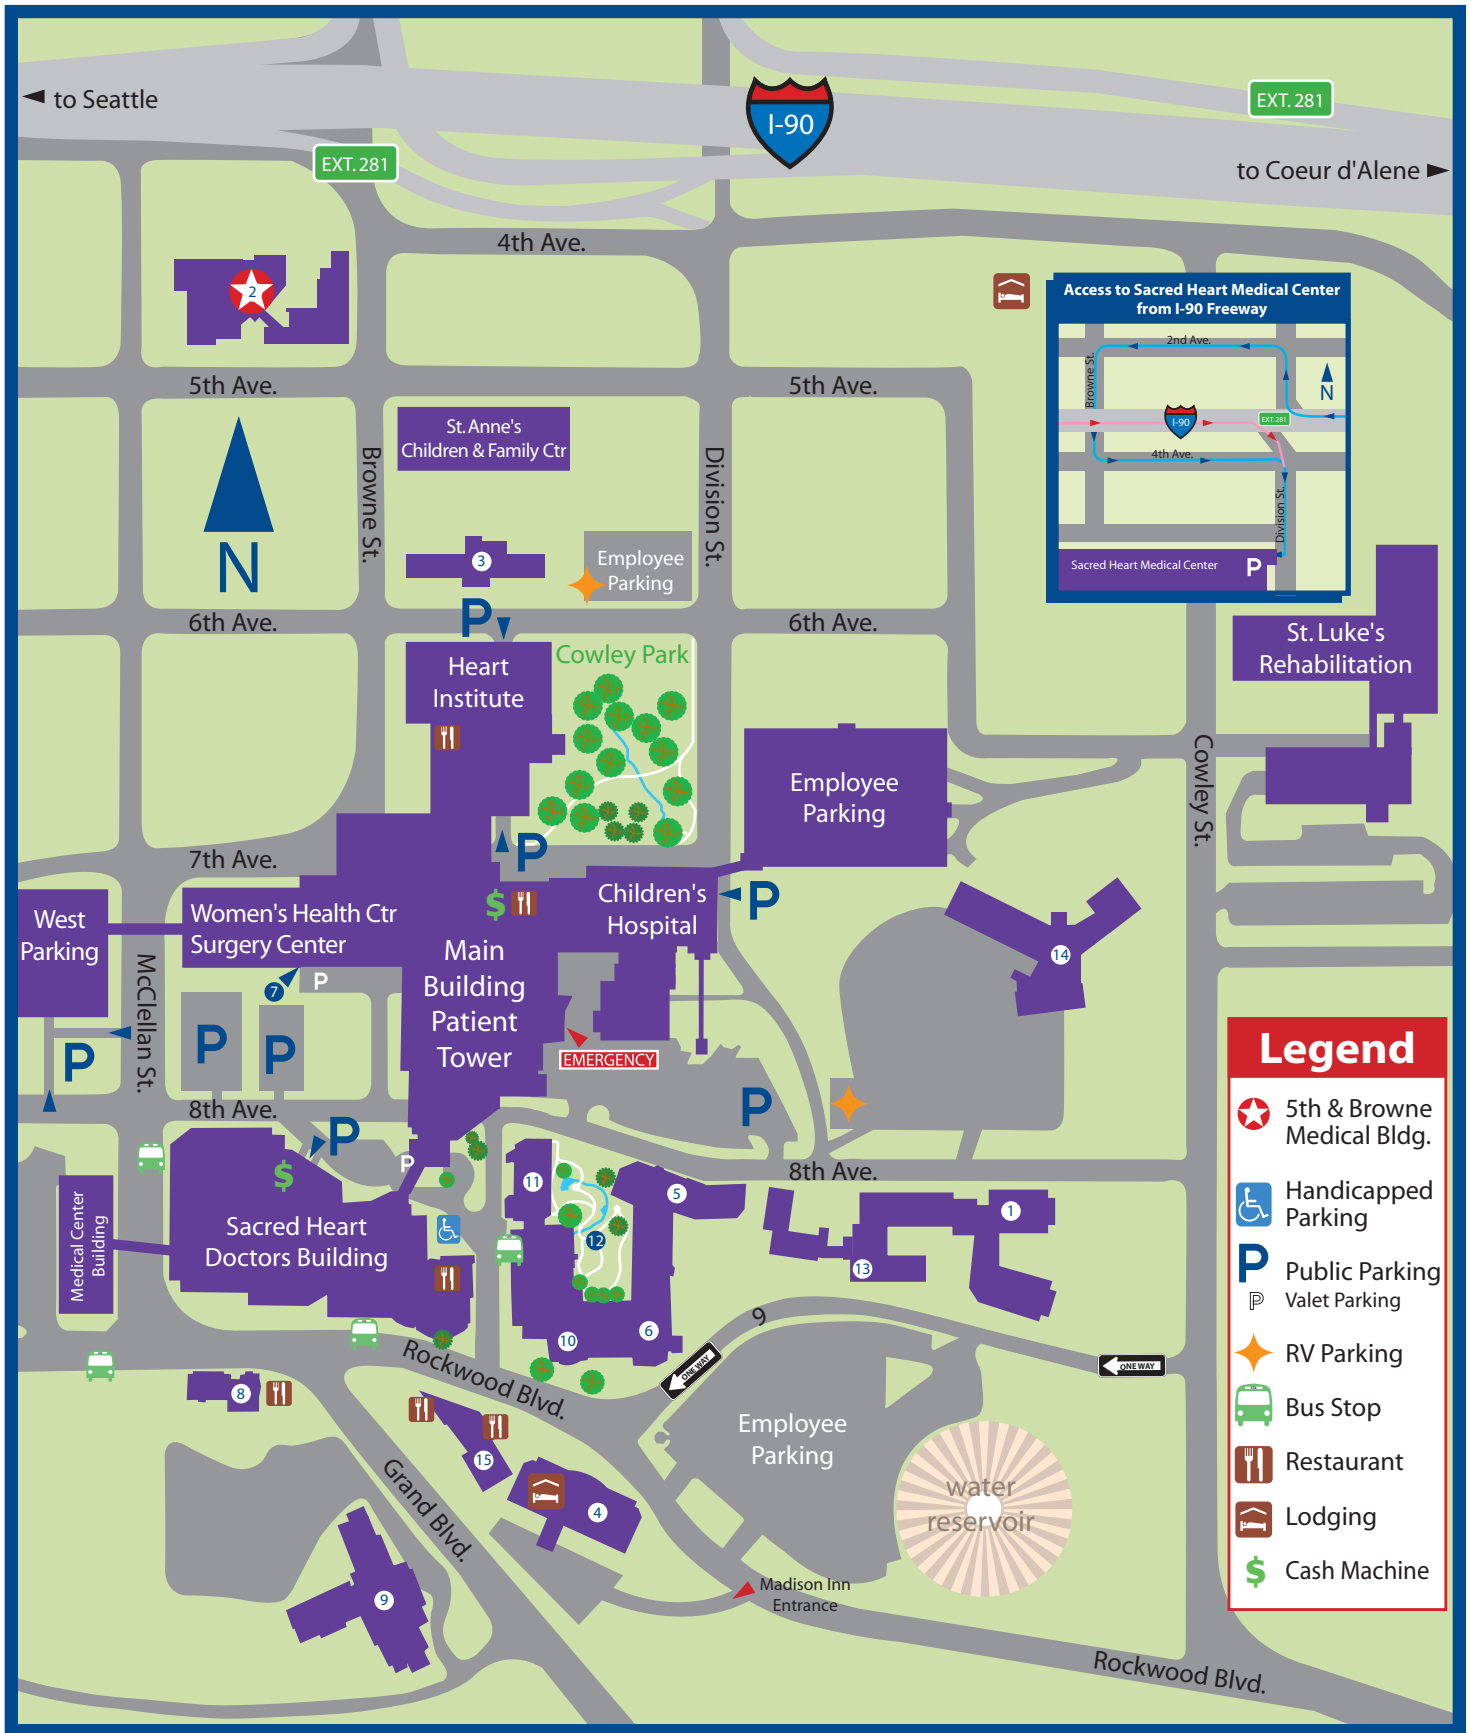 to Seattle
I-90
EXT. 281
EXT. 281
to Coeur d'Alene
4th Ave.
2
5th Ave.
5th Ave.
Access to Sacred Heart Medical Center
from I-90 Freeway
2nd Ave.
Browne St.
N
I-90
EXT. 281
4th Ave.
Division St.
Sacred Heart Medical Center
P
St. Anne's
Children & Family Ctr
Browne St.
Division St.
N
3
Employee
Parking
P
6th Ave.
6th Ave.
St. Luke's
Rehabilitation
Heart
Institute
Cowley Park
Employee
Parking
Cowley St.
P
7th Ave.
West
Parking
Women's Health Ctr
Surgery Center
$
Children's
Hospital
P
Main
Building
Patient
Tower
14
McClellan St.
7
P
P
P
P
EMERGENCY
P
8th Ave.
P
P
8th Ave.
Medical Center
Building
$
Sacred Heart
Doctors Building
11
5
12
1
13
10
6
9
ONE WAY
ONE WAY
Rockwood Blvd.
8
15
4
Grand Blvd.
9
Employee
Parking
water
reservoir
Madison Inn
Entrance
Rockwood Blvd.
Legend
5th & Browne
Medical Bldg.
Handicapped
Parking
P Public Parking
P Valet Parking
RV Parking
Bus Stop
Restaurant
Lodging
$ Cash Machine